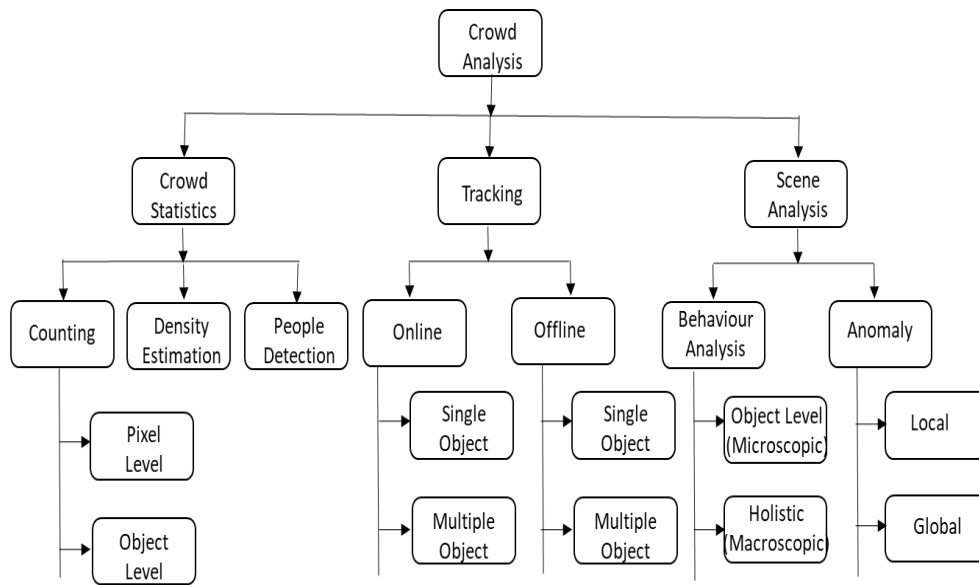 Crowd
Analysis
Crowd
Statistics
Tracking
Scene
Analysis
Counting
Density
Estimation
People
Detection
Online
Offline
Behaviour
Analysis
Anomaly
Pixel
Level
Object
Level
Single
Object
Multiple
Object
Single
Object
Multiple
Object
Object Level
(Microscopic)
Holistic
(Macroscopic)
Local
Global